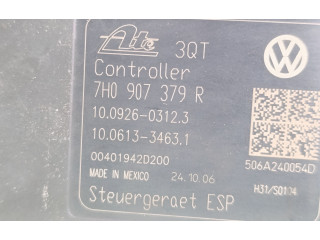 Ate 3QT
Controller
7H0 907 379 R
10.0926-0312.3
10.0613-3463.1
00401942D200
506A240054D
MADE IN MEXICO 24.10.06
H31/S0104
Steuergeraet ESP